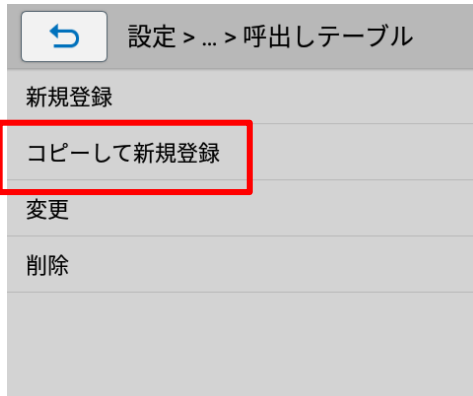 設定 > ... > 呼出しテーブル
新規登録
コピーして新規登録
変更
削除